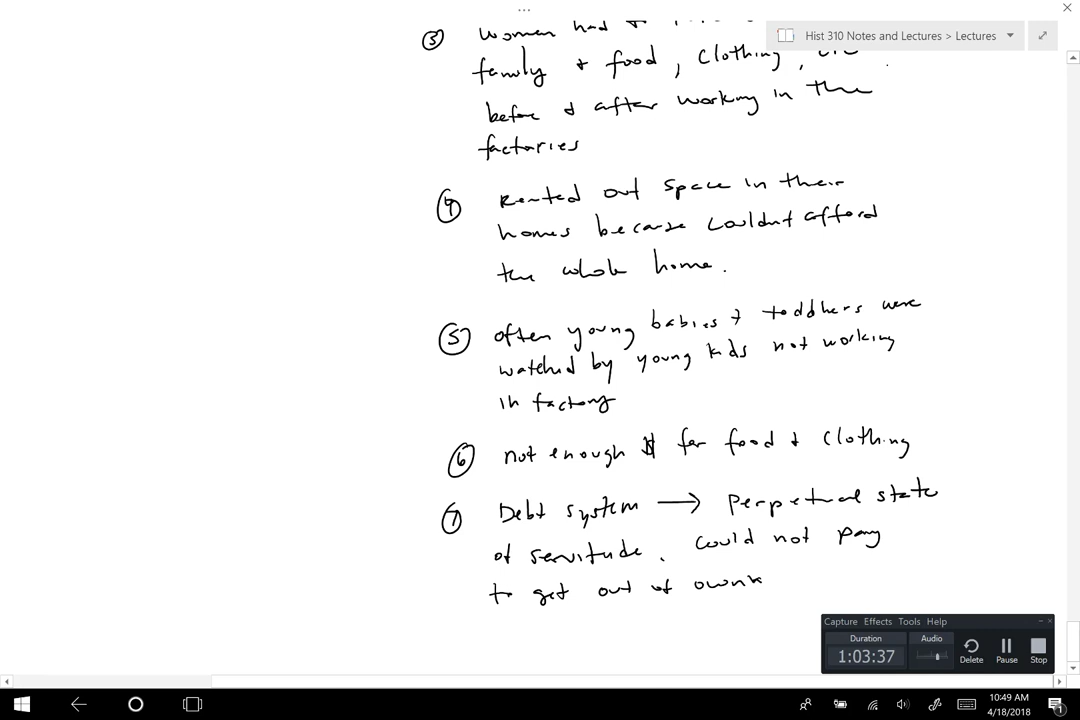 ...
Hist 310 Notes and Lectures > Lectures
③ Women had to
family + food, clothing, etc.
before & after working in the
factories
④ Rented out space in their
homes because couldn't afford
the whole home.
⑤ often young babies + toddlers were
watched by young kids not working
in factory
⑥ not enough $ for food + clothing
⑦ Debt system → perpetual state
of servitude. could not pay
to get out of
Capture Effects Tools Help
Duration Audio
1:03:37 Delete Pause Stop
10:49 AM
4/18/2018
1